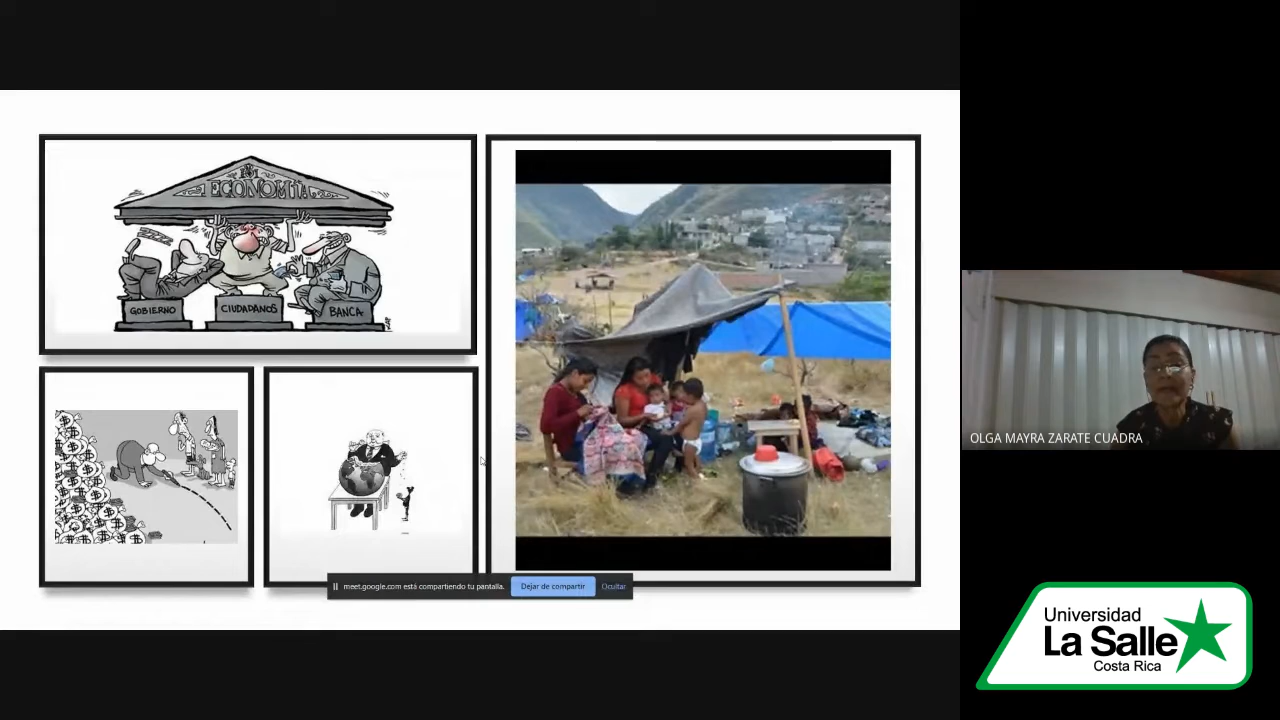 ECONOMÍA
GOBIERNO
CIUDADANOS
BANCA
$
meet.google.com está compartiendo tu pantalla.
Dejar de compartir
Ocultar
OLGA MAYRA ZARATE CUADRA
Universidad
La Salle
Costa Rica